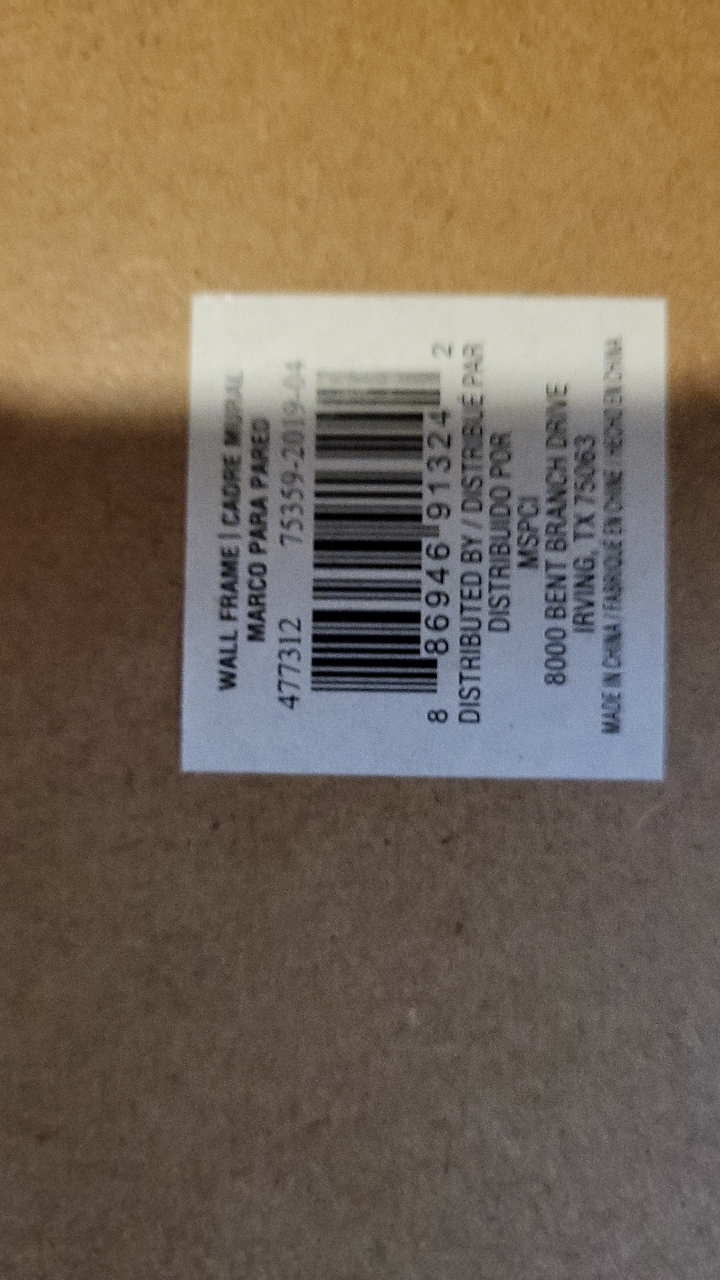 WALL FRAME | CADRE MURAL
MARCO PARA PARED
477312 75359-2019-04
8 86946 91324 2
DISTRIBUTED BY / DISTRIBUÉ PAR
DISTRIBUIDO POR
MSPCI
8000 BENT BRANCH DRIVE
IRVING, TX 75063
MADE IN CHINA / FABRIQUÉ EN CHINE / HECHO EN CHINA